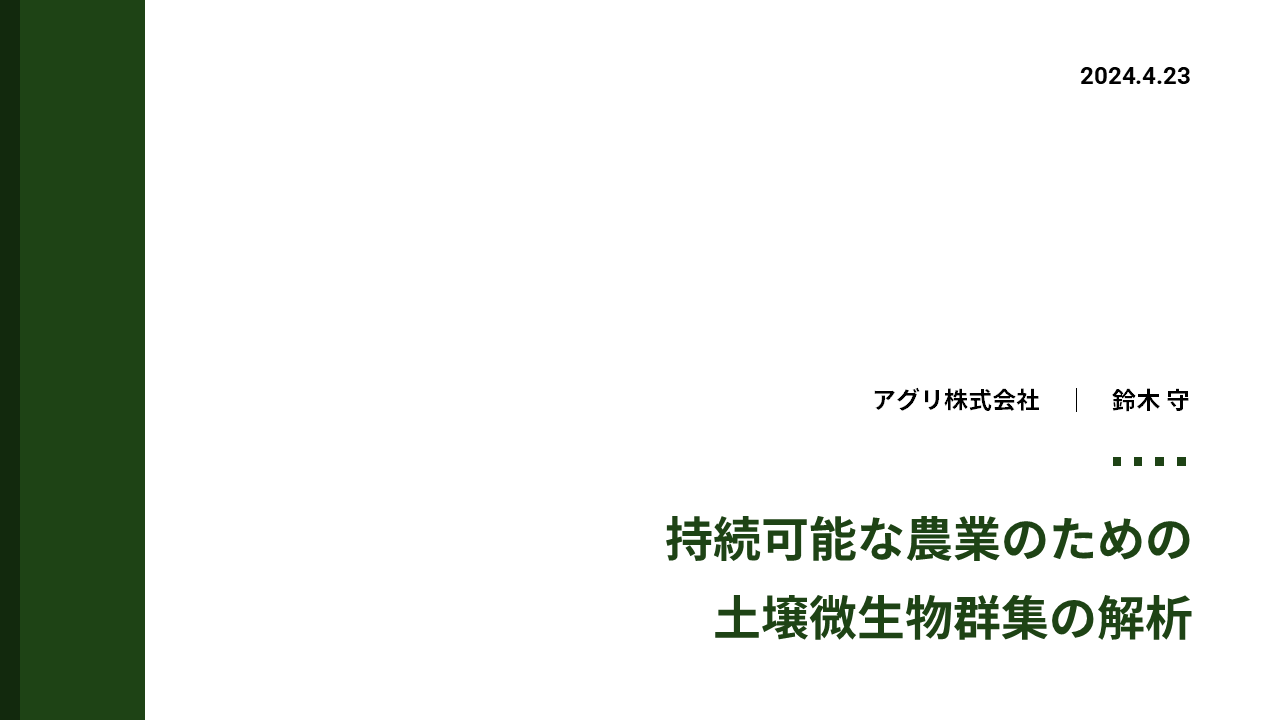 2024.4.23
アグリ株式会社 | 鈴木 守
持続可能な農業のための
土壌微生物群集の解析